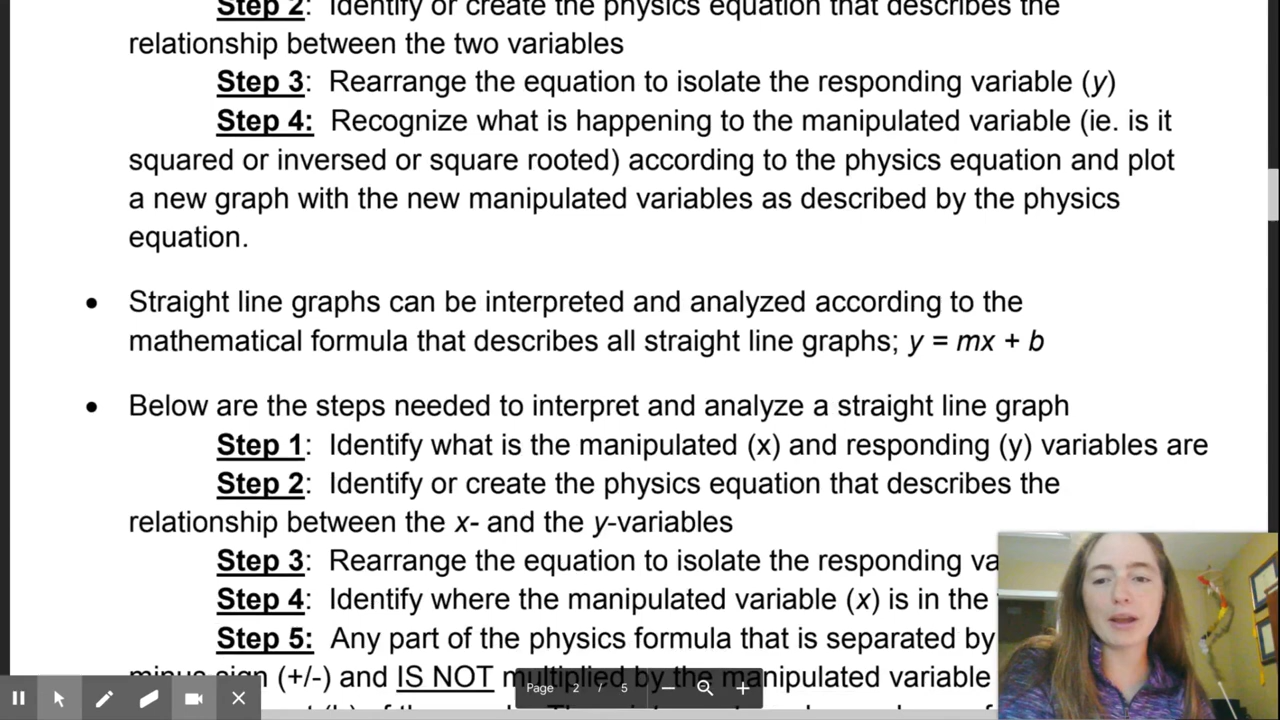 Step 2: Identify or create the physics equation that describes the
relationship between the two variables
Step 3: Rearrange the equation to isolate the responding variable (y)
Step 4: Recognize what is happening to the manipulated variable (ie. is it
squared or inversed or square rooted) according to the physics equation and plot
a new graph with the new manipulated variables as described by the physics
equation.
• Straight line graphs can be interpreted and analyzed according to the
mathematical formula that describes all straight line graphs; y = mx + b
• Below are the steps needed to interpret and analyze a straight line graph
Step 1: Identify what is the manipulated (x) and responding (y) variables are
Step 2: Identify or create the physics equation that describes the
relationship between the x- and the y-variables
Step 3: Rearrange the equation to isolate the responding va
Step 4: Identify where the manipulated variable (x) is in the
Step 5: Any part of the physics formula that is separated by
minus sign (+/-) and IS NOT multiplied by the manipulated variable
Page 2 / 5